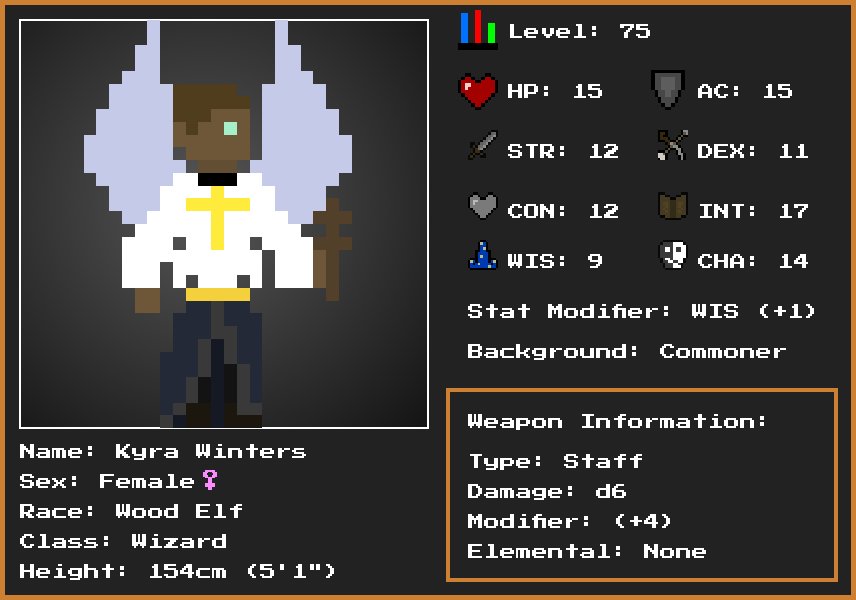 Level: 75
HP: 15
AC: 15
STR: 12
DEX: 11
CON: 12
INT: 17
WIS: 9
CHA: 14
Stat Modifier: WIS (+1)
Background: Commoner
Weapon Information:
Type: Staff
Damage: d6
Modifier: (+4)
Elemental: None
Name: Kyra Winters
Sex: Female♀
Race: Wood Elf
Class: Wizard
Height: 154cm (5'1")